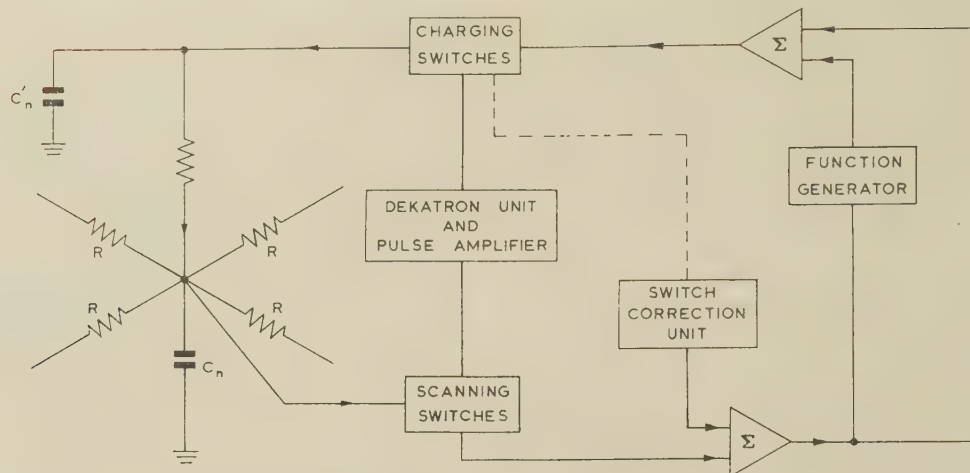 CHARGING
SWITCHES
Σ
C'n
FUNCTION
GENERATOR
DEKATRON UNIT
AND
PULSE AMPLIFIER
R
R
R
R
SWITCH
CORRECTION
UNIT
Cn
SCANNING
SWITCHES
Σ